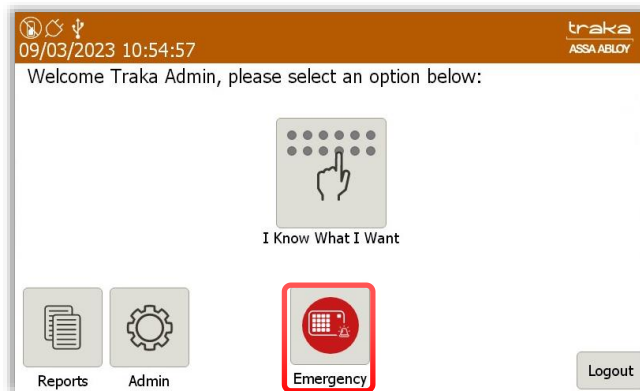 traka
09/03/2023 10:54:57
ASSA ABLOY
Welcome Traka Admin, please select an option below:
I Know What I Want
Reports
Admin
Emergency
Logout